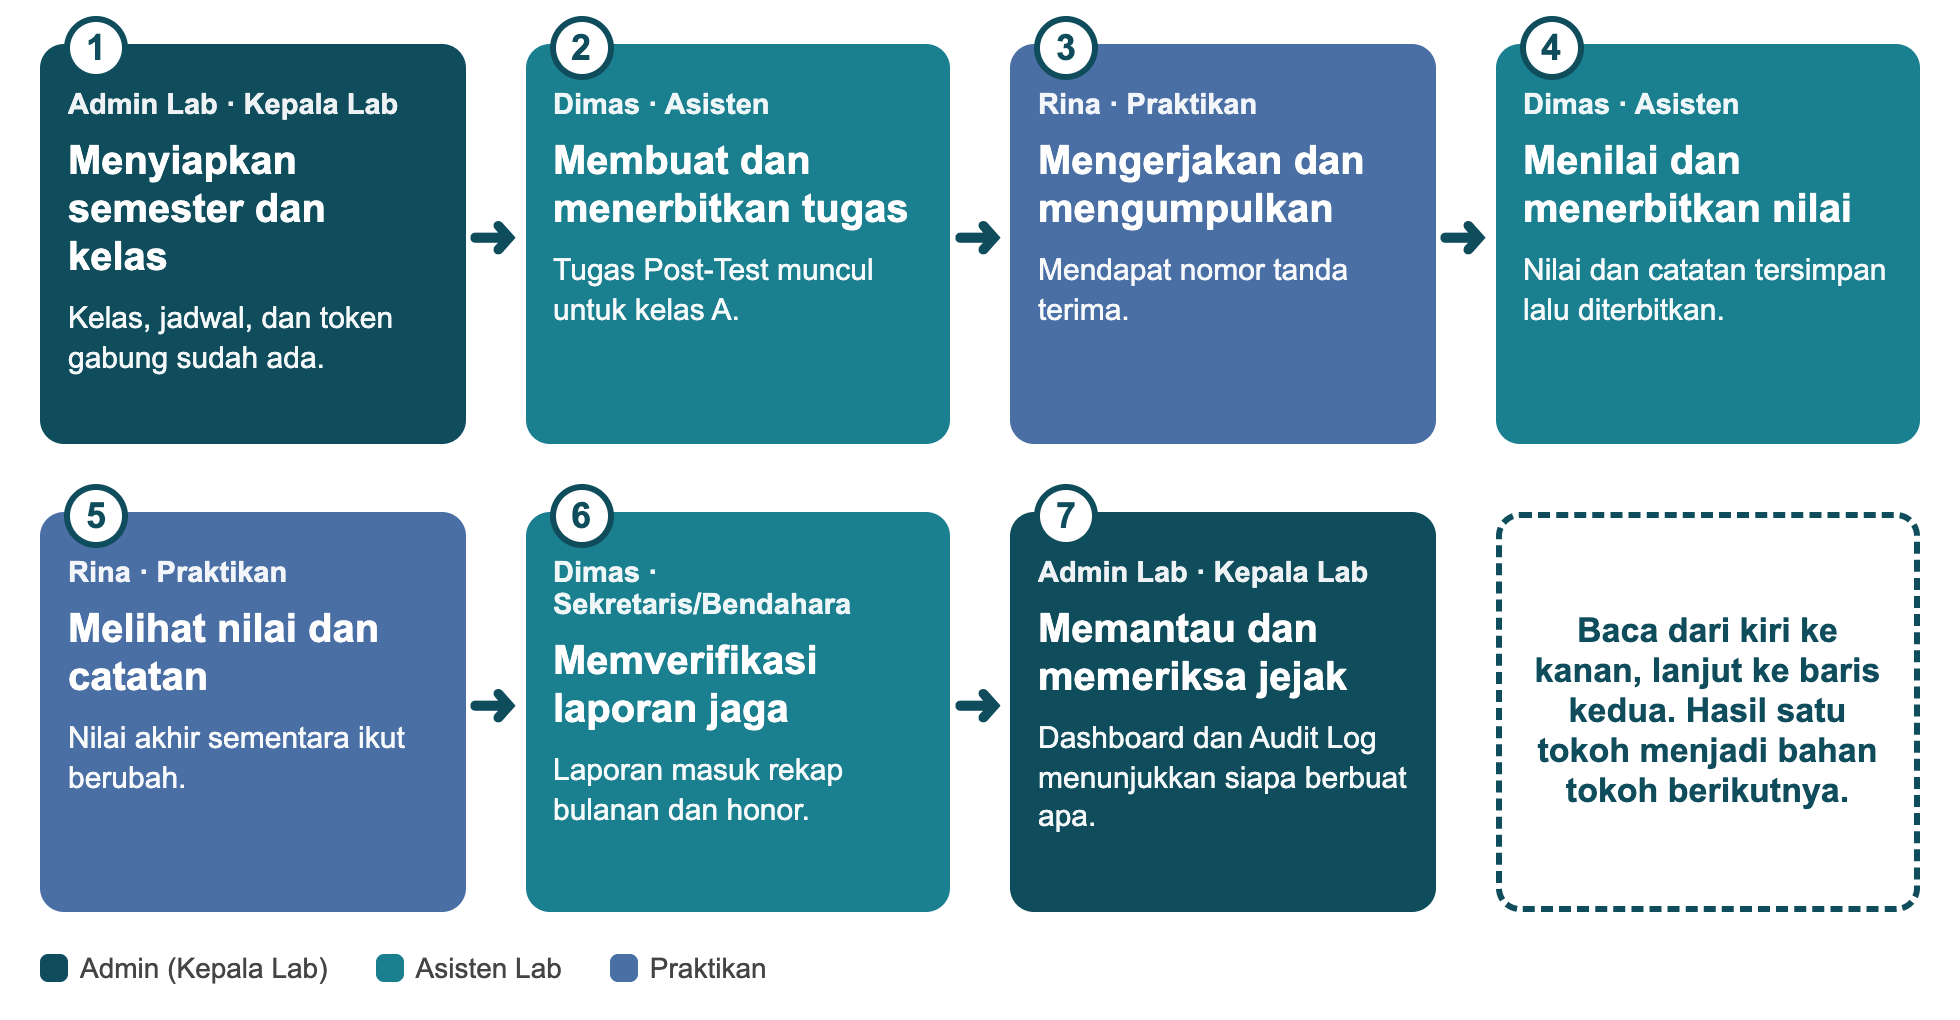 1
Admin Lab · Kepala Lab
Menyiapkan
semester dan
kelas
Kelas, jadwal, dan token
gabung sudah ada.
2
Dimas · Asisten
Membuat dan
menerbitkan tugas
Tugas Post-Test muncul
untuk kelas A.
3
Rina · Praktikan
Mengerjakan dan
mengumpulkan
Mendapat nomor tanda
terima.
4
Dimas · Asisten
Menilai dan
menerbitkan nilai
Nilai dan catatan tersimpan
lalu diterbitkan.
5
Rina · Praktikan
Melihat nilai dan
catatan
Nilai akhir sementara ikut
berubah.
6
Dimas ·
Sekretaris/Bendahara
Memverifikasi
laporan jaga
Laporan masuk rekap
bulanan dan honor.
7
Admin Lab · Kepala Lab
Memantau dan
memeriksa jejak
Dashboard dan Audit Log
menunjukkan siapa berbuat
apa.
Baca dari kiri ke
kanan, lanjut ke baris
kedua. Hasil satu
tokoh menjadi bahan
tokoh berikutnya.
Admin (Kepala Lab)
Asisten Lab
Praktikan